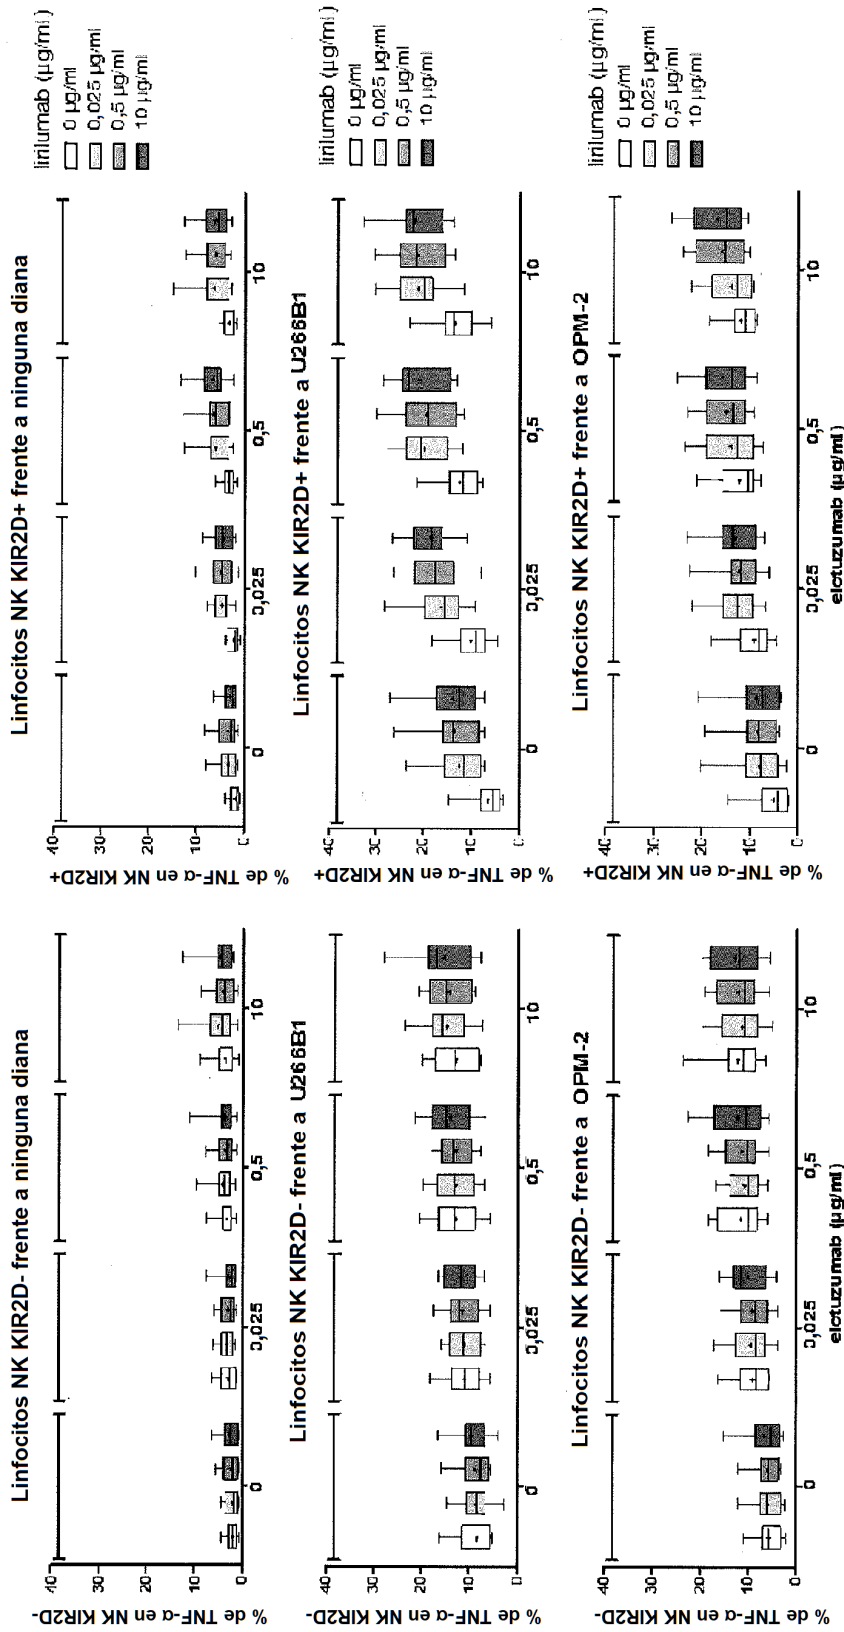 Linfocitos NK KIR2D- frente a ninguna diana
% de TNF-α en NK KIR2D-
40
30
20
10
0
0 0,025 0,5 10
Linfocitos NK KIR2D+ frente a ninguna diana
% de TNF-α en NK KIR2D+
40
30
20
10
0
0 0,025 0,5 10
lirilumab (µg/ml)
0 µg/ml
0,025 µg/ml
0,5 µg/ml
10 µg/ml
Linfocitos NK KIR2D- frente a U266B1
% de TNF-α en NK KIR2D-
40
30
20
10
0
0 0,025 0,5 10
Linfocitos NK KIR2D+ frente a U266B1
% de TNF-α en NK KIR2D+
40
30
20
10
0
0 0,025 0,5 10
lirilumab (µg/ml)
0 µg/ml
0,025 µg/ml
0,5 µg/ml
10 µg/ml
Linfocitos NK KIR2D- frente a OPM-2
% de TNF-α en NK KIR2D-
40
30
20
10
0
0 0,025 0,5 10
elotuzumab (µg/ml)
Linfocitos NK KIR2D+ frente a OPM-2
% de TNF-α en NK KIR2D+
40
30
20
10
0
0 0,025 0,5 10
elotuzumab (µg/ml)
lirilumab (µg/ml)
0 µg/ml
0,025 µg/ml
0,5 µg/ml
10 µg/ml